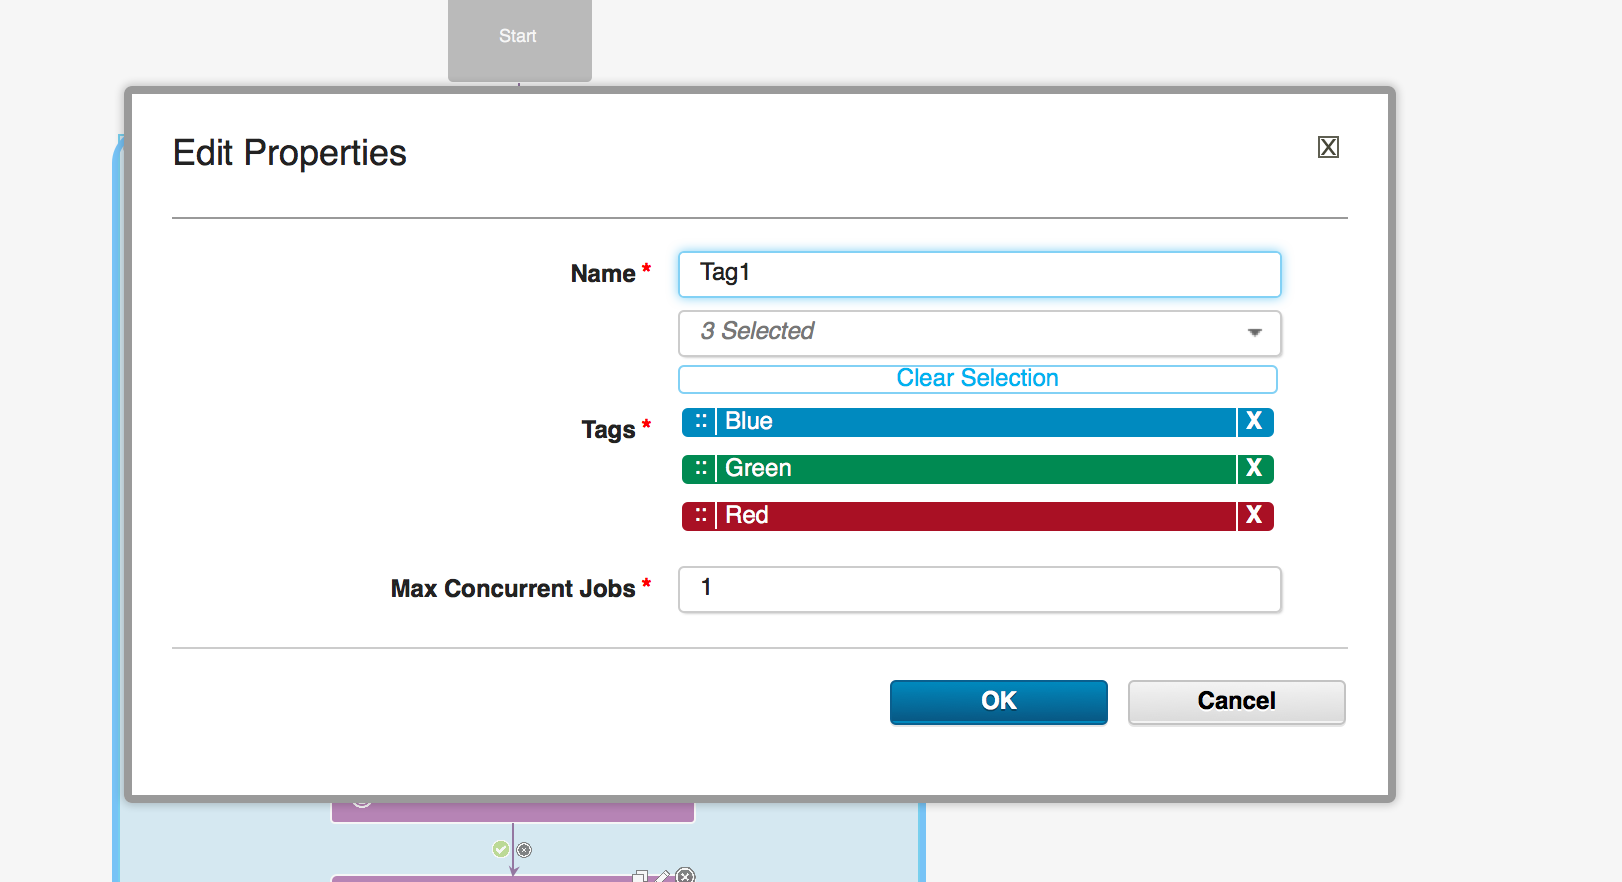 Start
Edit Properties
X
Name *
Tag1
3 Selected
Clear Selection
Tags *
:: Blue X
:: Green X
:: Red X
Max Concurrent Jobs *
1
OK
Cancel